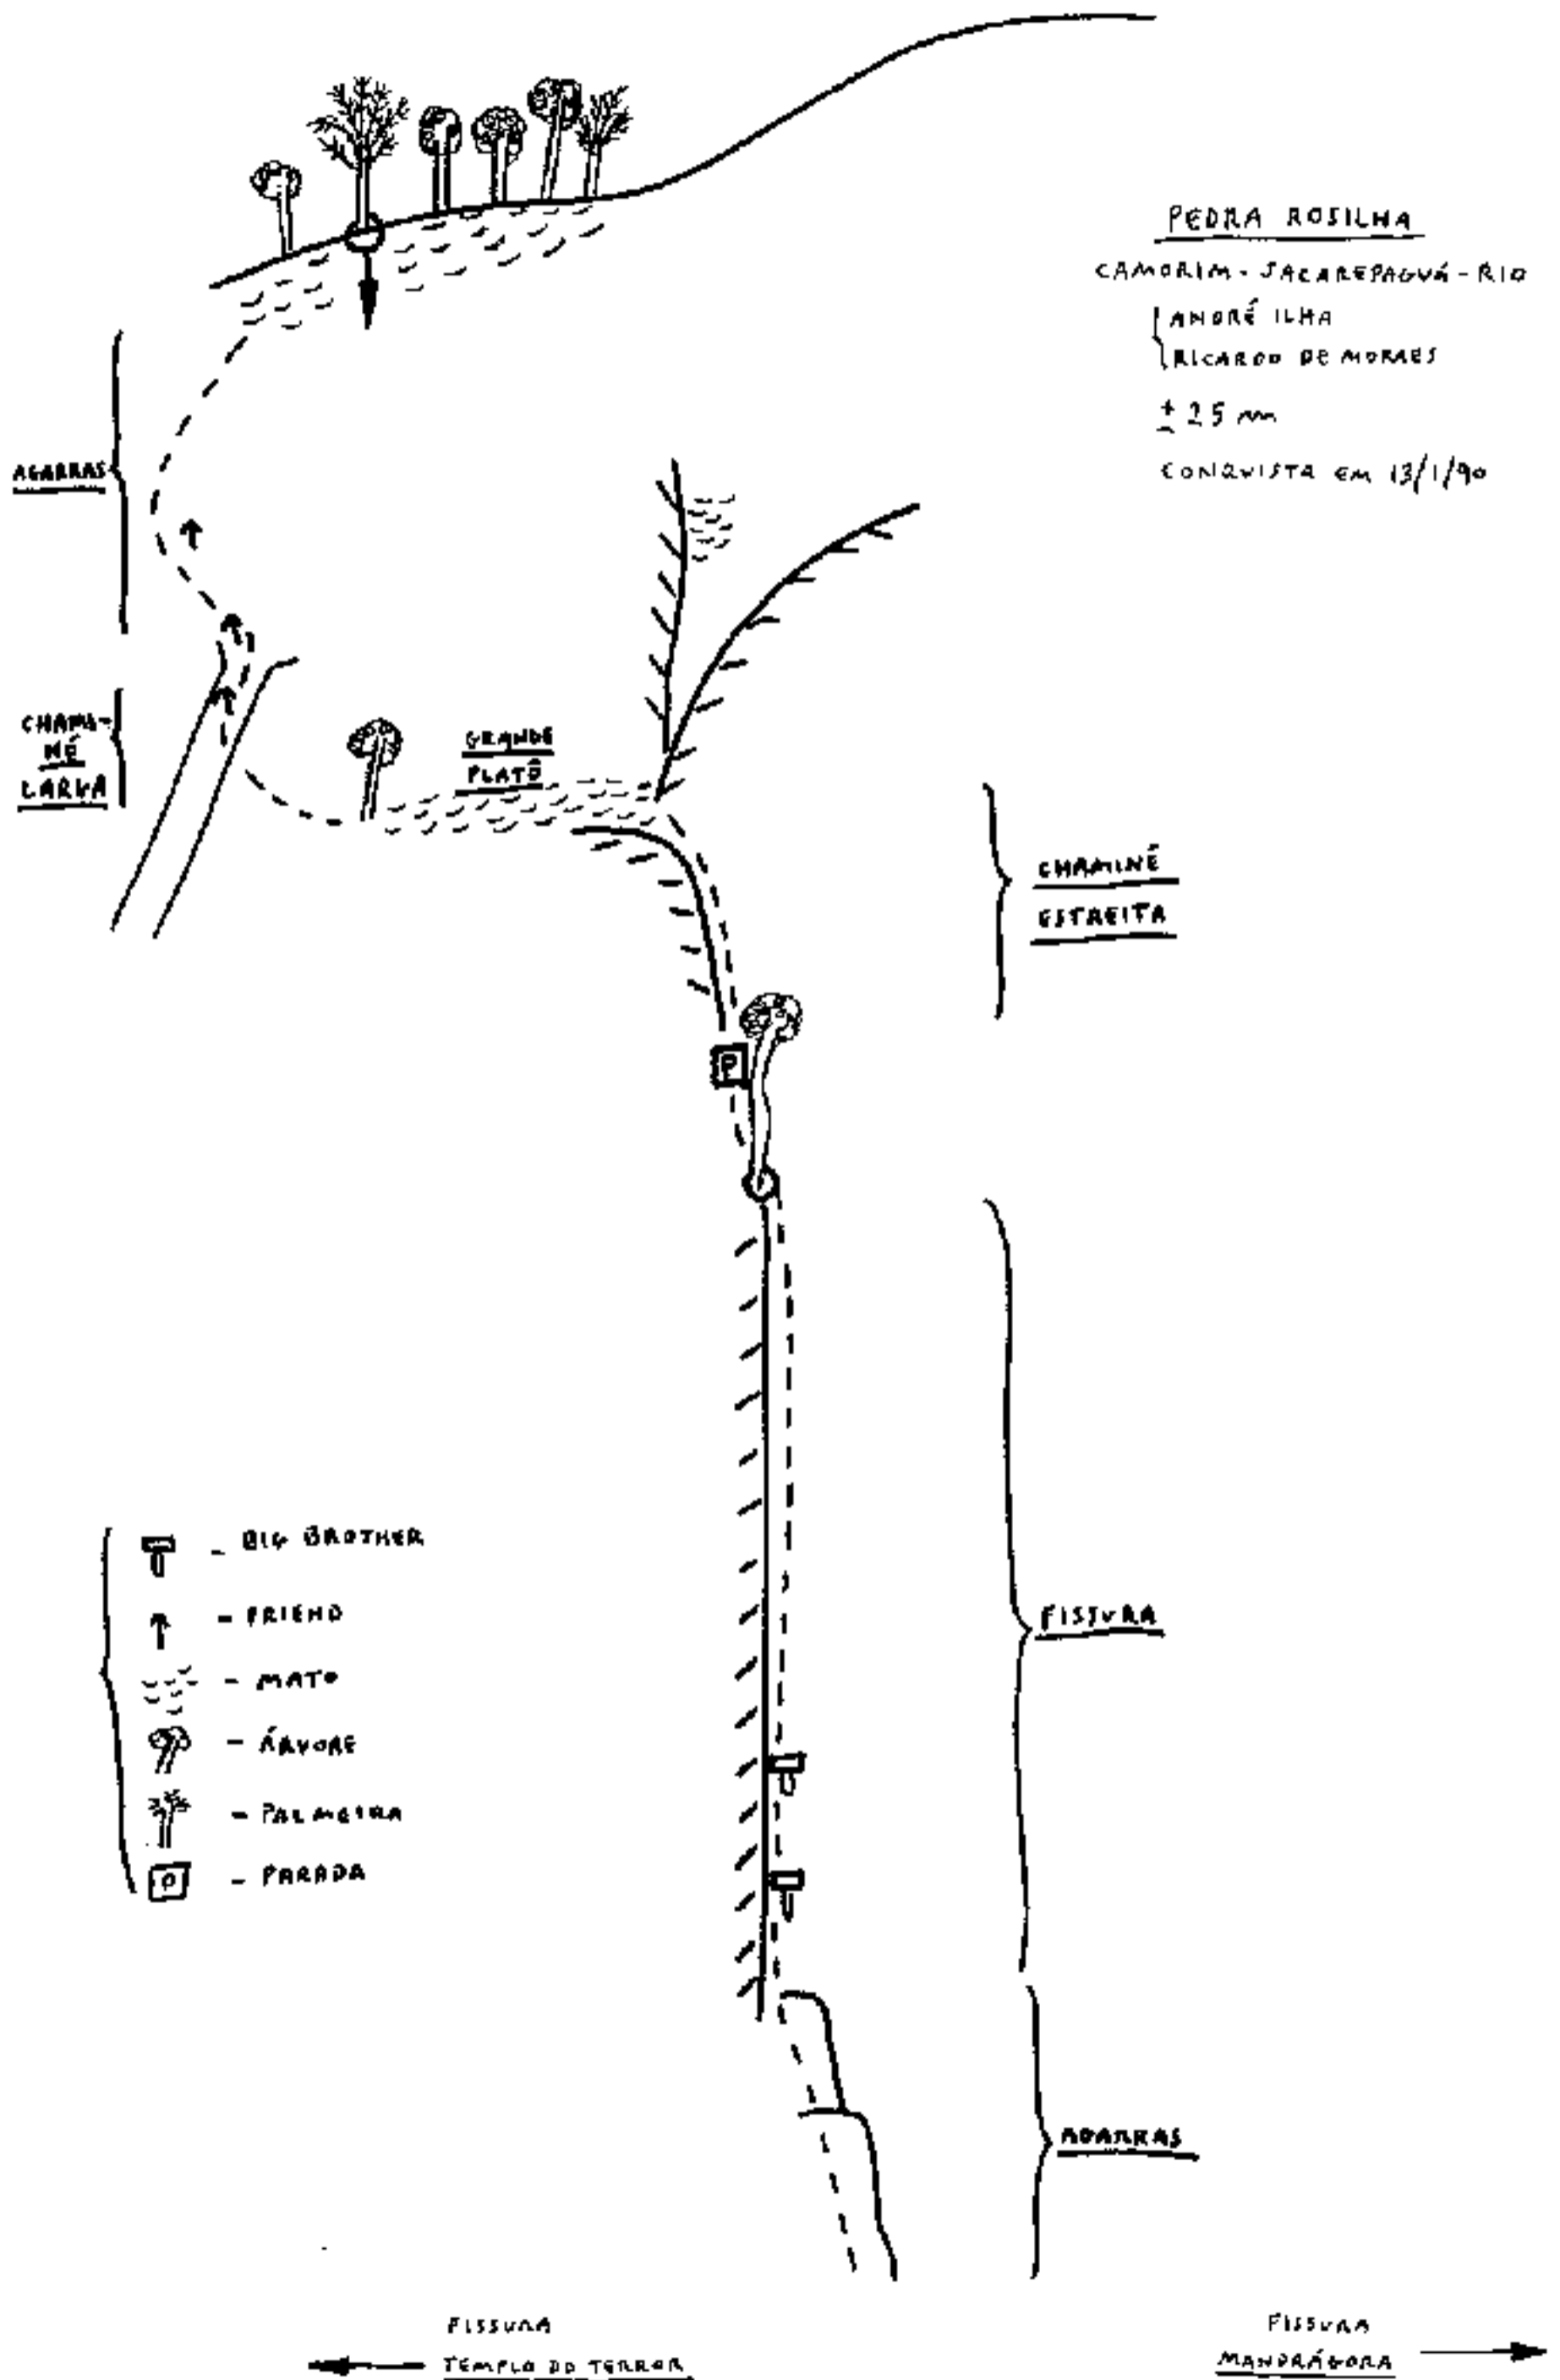 PEDRA ROSILHA
CAMORIM - JACAREPAGUÁ - RIO
ANDRÉ ILHA
RICARDO DE MORAES
± 25 m
CONQUISTA EM 13/1/90
AGARRAS
CHAMI-
NÉ
LARGA
GRANDE
PLATÔ
CHAMINÉ
ESTREITA
P
FISSURA
- BIG BROTHER
- FRIEND
- MATO
- ÁRVORE
- PALMEIRA
P - PARADA
AGARRAS
FISSURA
TEMPLO DO TERROR
FISSURA
MANDRÁGORA